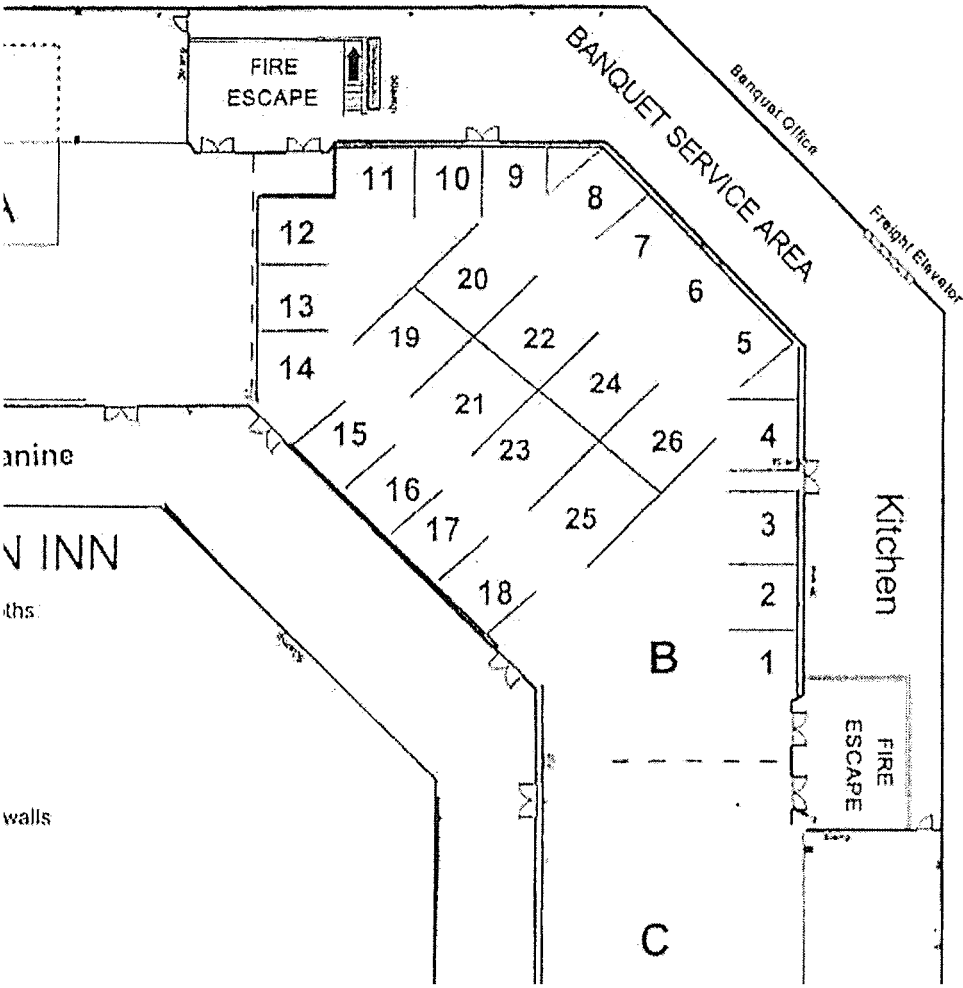 FIRE
ESCAPE
BANQUET SERVICE AREA
Banquet Office
Freight Elevator
A
11
10
9
8
7
6
5
12
13
14
20
19
22
21
24
23
26
25
4
3
2
1
15
16
17
18
Kitchen
anine
N INN
ths:
B
FIRE
ESCAPE
walls
C